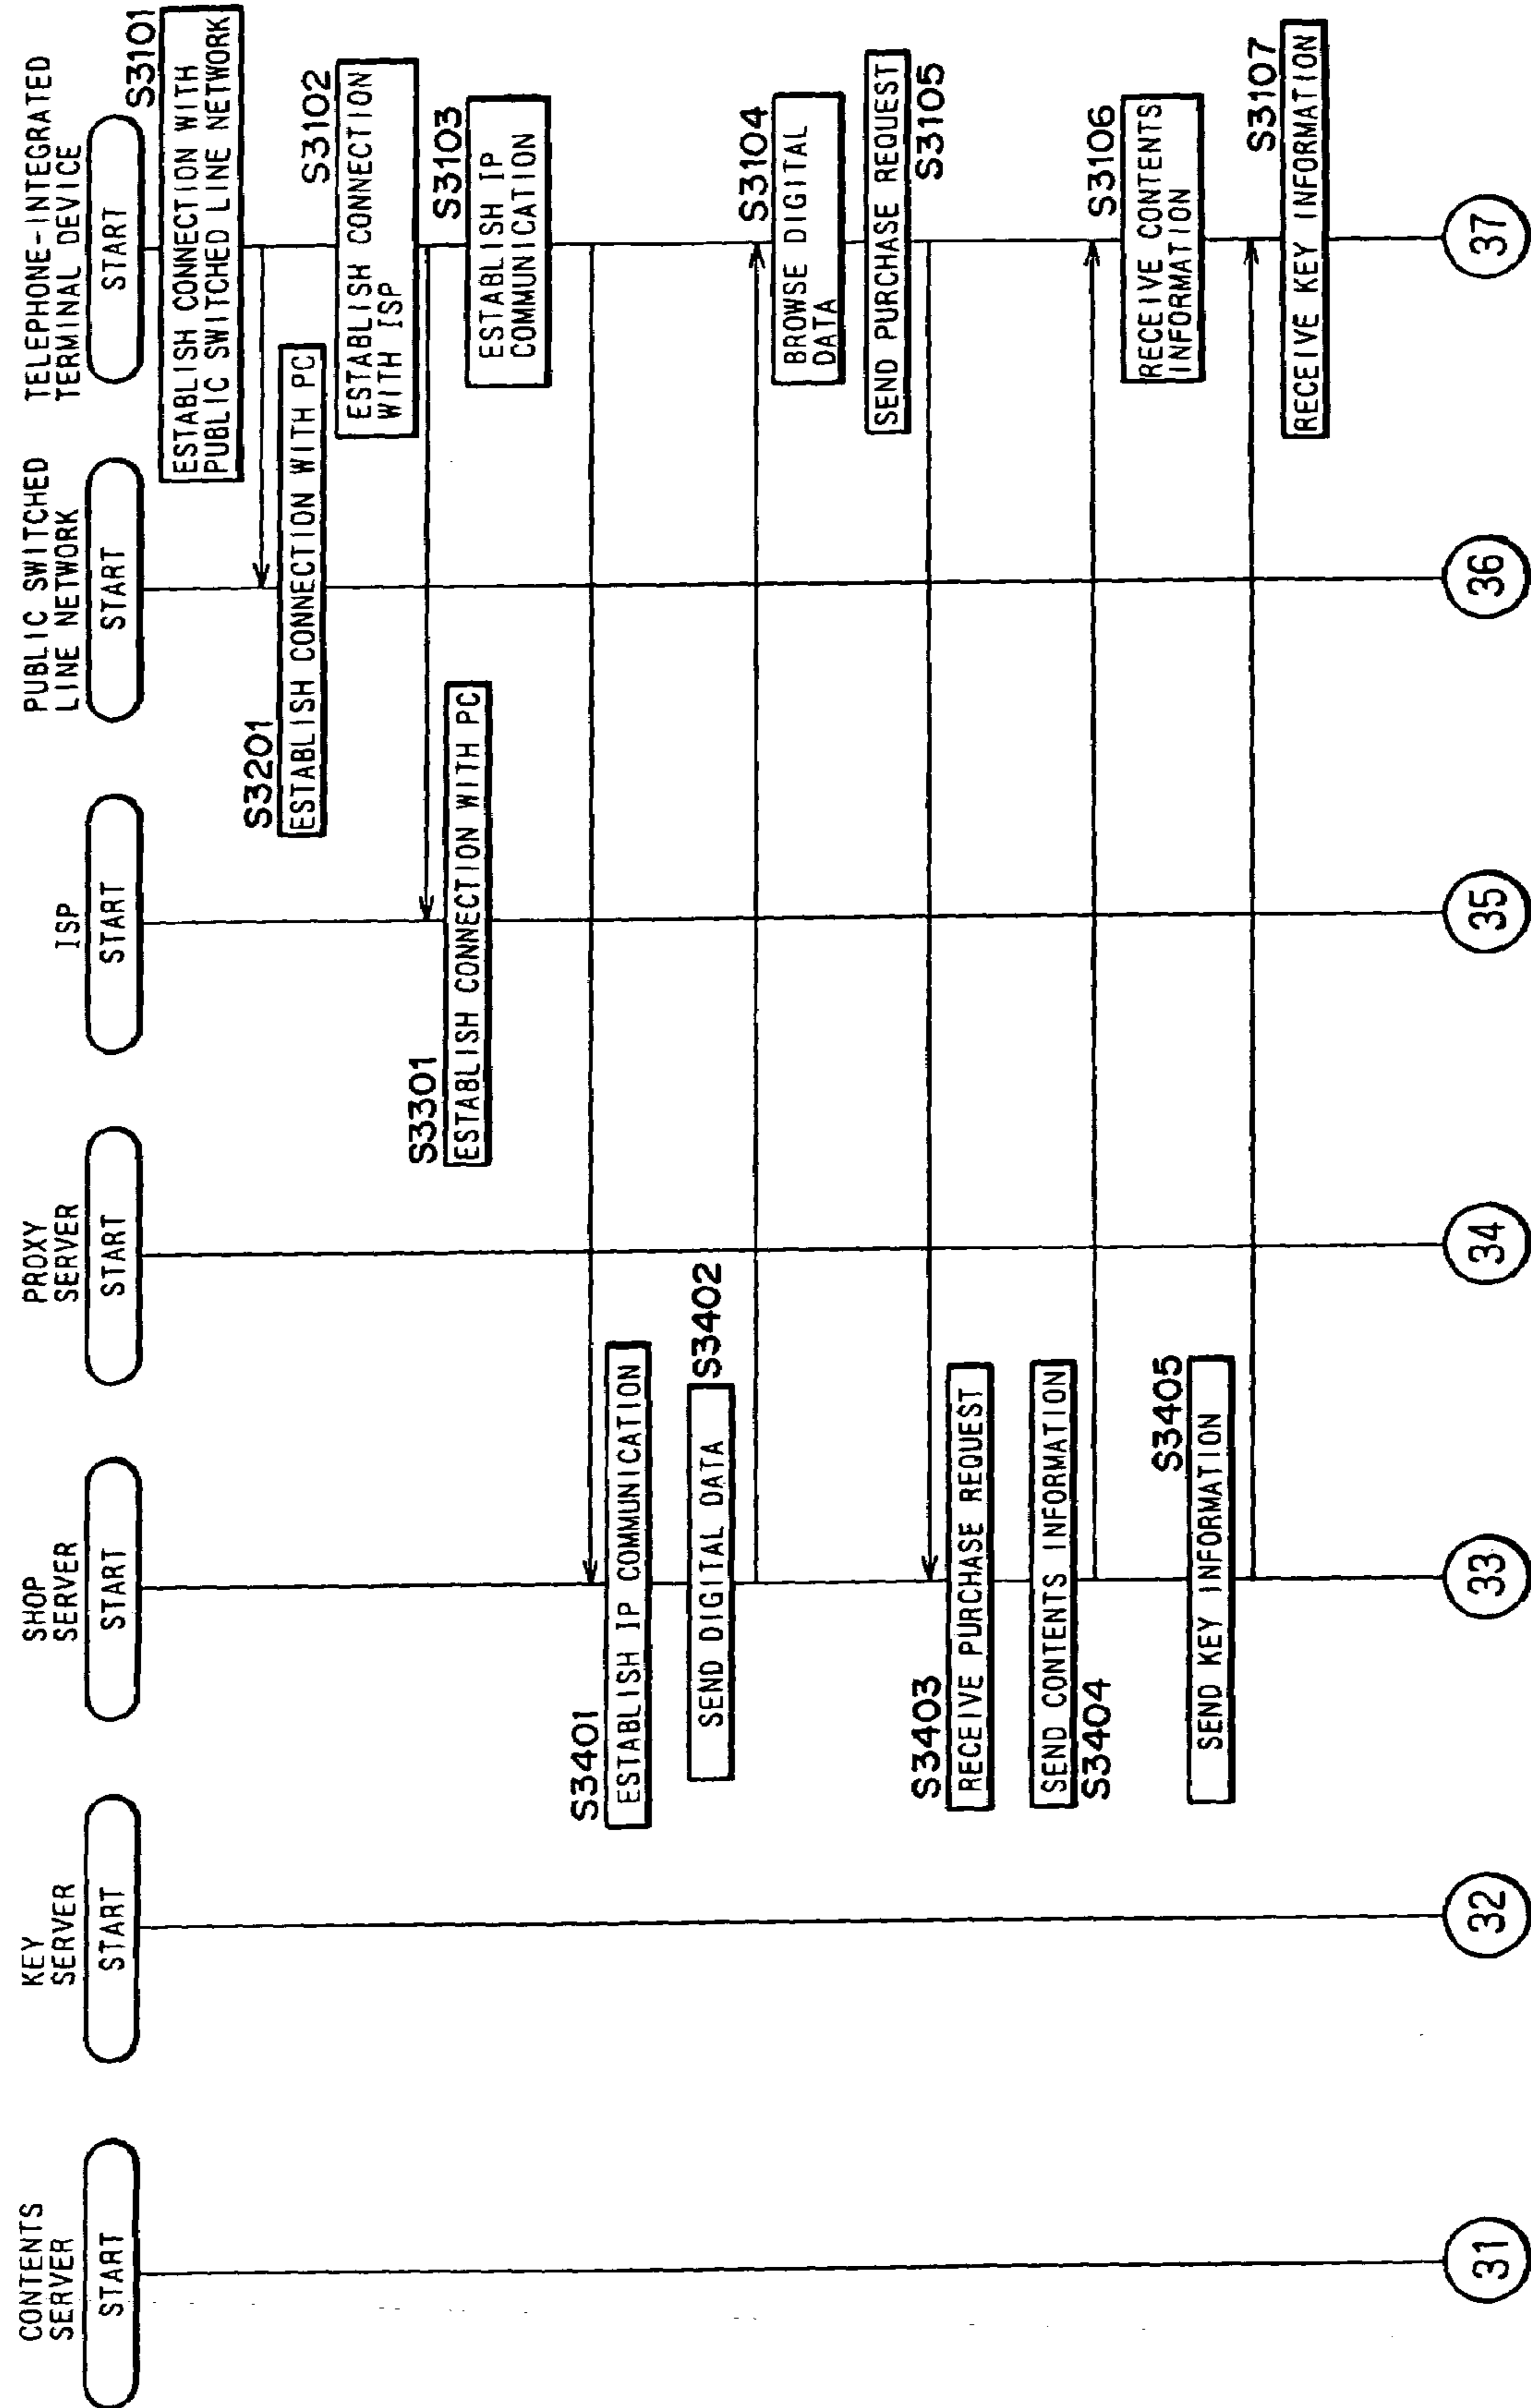 CONTENTS
SERVER
START
KEY
SERVER
START
SHOP
SERVER
START
PROXY
SERVER
START
ISP
START
PUBLIC SWITCHED
LINE NETWORK
START
TELEPHONE-INTEGRATED
TERMINAL DEVICE
START
S3101
ESTABLISH CONNECTION WITH
PUBLIC SWITCHED LINE NETWORK
S3201
ESTABLISH CONNECTION WITH PC
S3102
ESTABLISH CONNECTION
WITH ISP
S3301
ESTABLISH CONNECTION WITH PC
S3103
ESTABLISH IP
COMMUNICATION
S3401
ESTABLISH IP COMMUNICATION
SEND DIGITAL DATA
S3402
S3104
BROWSE DIGITAL
DATA
SEND PURCHASE REQUEST
S3105
S3403
RECEIVE PURCHASE REQUEST
SEND CONTENTS INFORMATION
S3404
S3106
RECEIVE CONTENTS
INFORMATION
S3405
SEND KEY INFORMATION
S3107
RECEIVE KEY INFORMATION
31
32
33
34
35
36
37